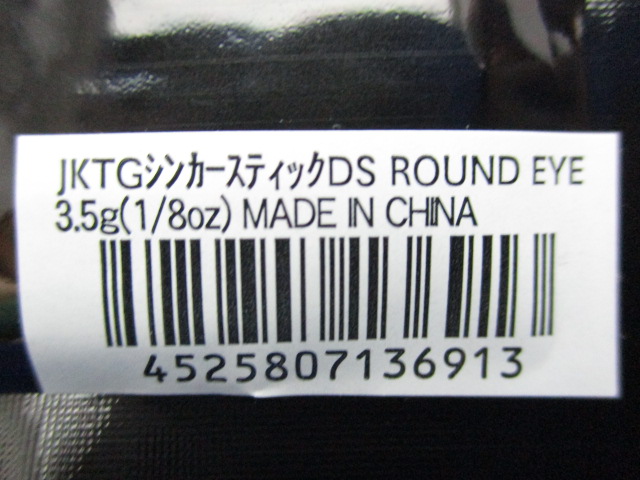 JKTGｼﾝｶｰｽﾃｨｯｸDS ROUND EYE
3.5g(1/8oz) MADE IN CHINA
4525807136913